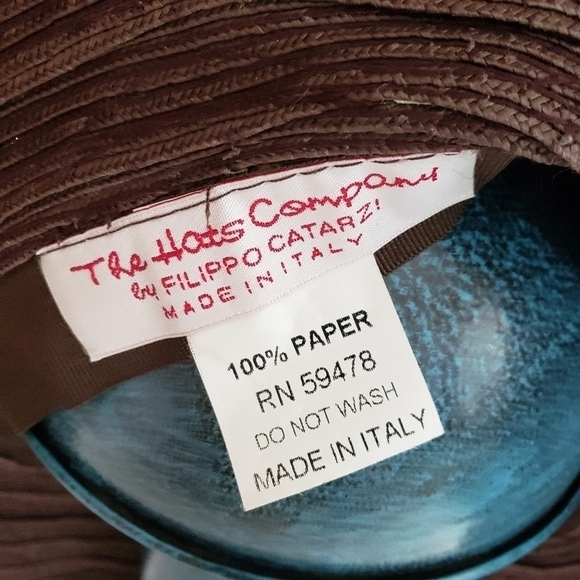 The Hats Company
by FILIPPO CATARZI
MADE IN ITALY
100% PAPER
RN 59478
DO NOT WASH
MADE IN ITALY